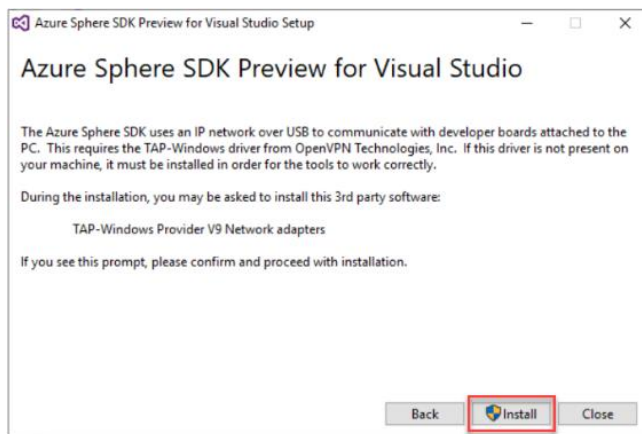 Azure Sphere SDK Preview for Visual Studio Setup
Azure Sphere SDK Preview for Visual Studio
The Azure Sphere SDK uses an IP network over USB to communicate with developer boards attached to the
PC. This requires the TAP-Windows driver from OpenVPN Technologies, Inc. If this driver is not present on
your machine, it must be installed in order for the tools to work correctly.
During the installation, you may be asked to install this 3rd party software:
TAP-Windows Provider V9 Network adapters
If you see this prompt, please confirm and proceed with installation.
Back Install Close